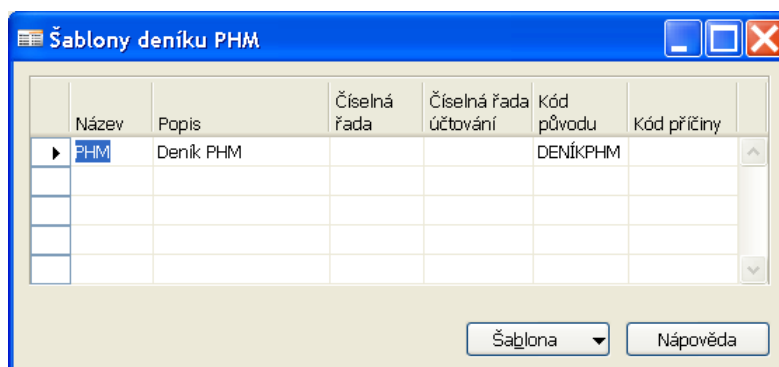 Šablony deníku PHM
Název Popis Číselná řada Číselná řada účtování Kód původu Kód příčiny
PHM Deník PHM DENÍKPHM
Šablona Nápověda